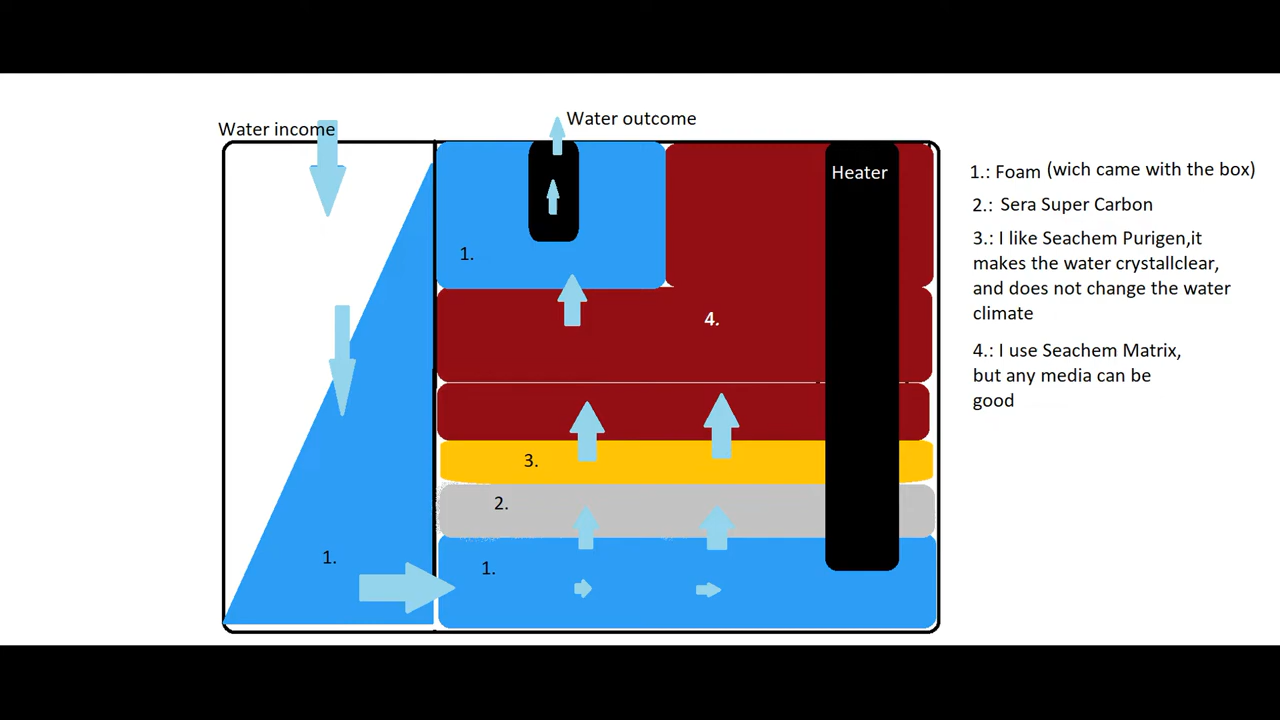 Water income
Water outcome
Heater
1.
4.
3.
2.
1.
1.
1.: Foam (wich came with the box)
2.: Sera Super Carbon
3.: I like Seachem Purigen,it
makes the water crystallclear,
and does not change the water
climate
4.: I use Seachem Matrix,
but any media can be
good